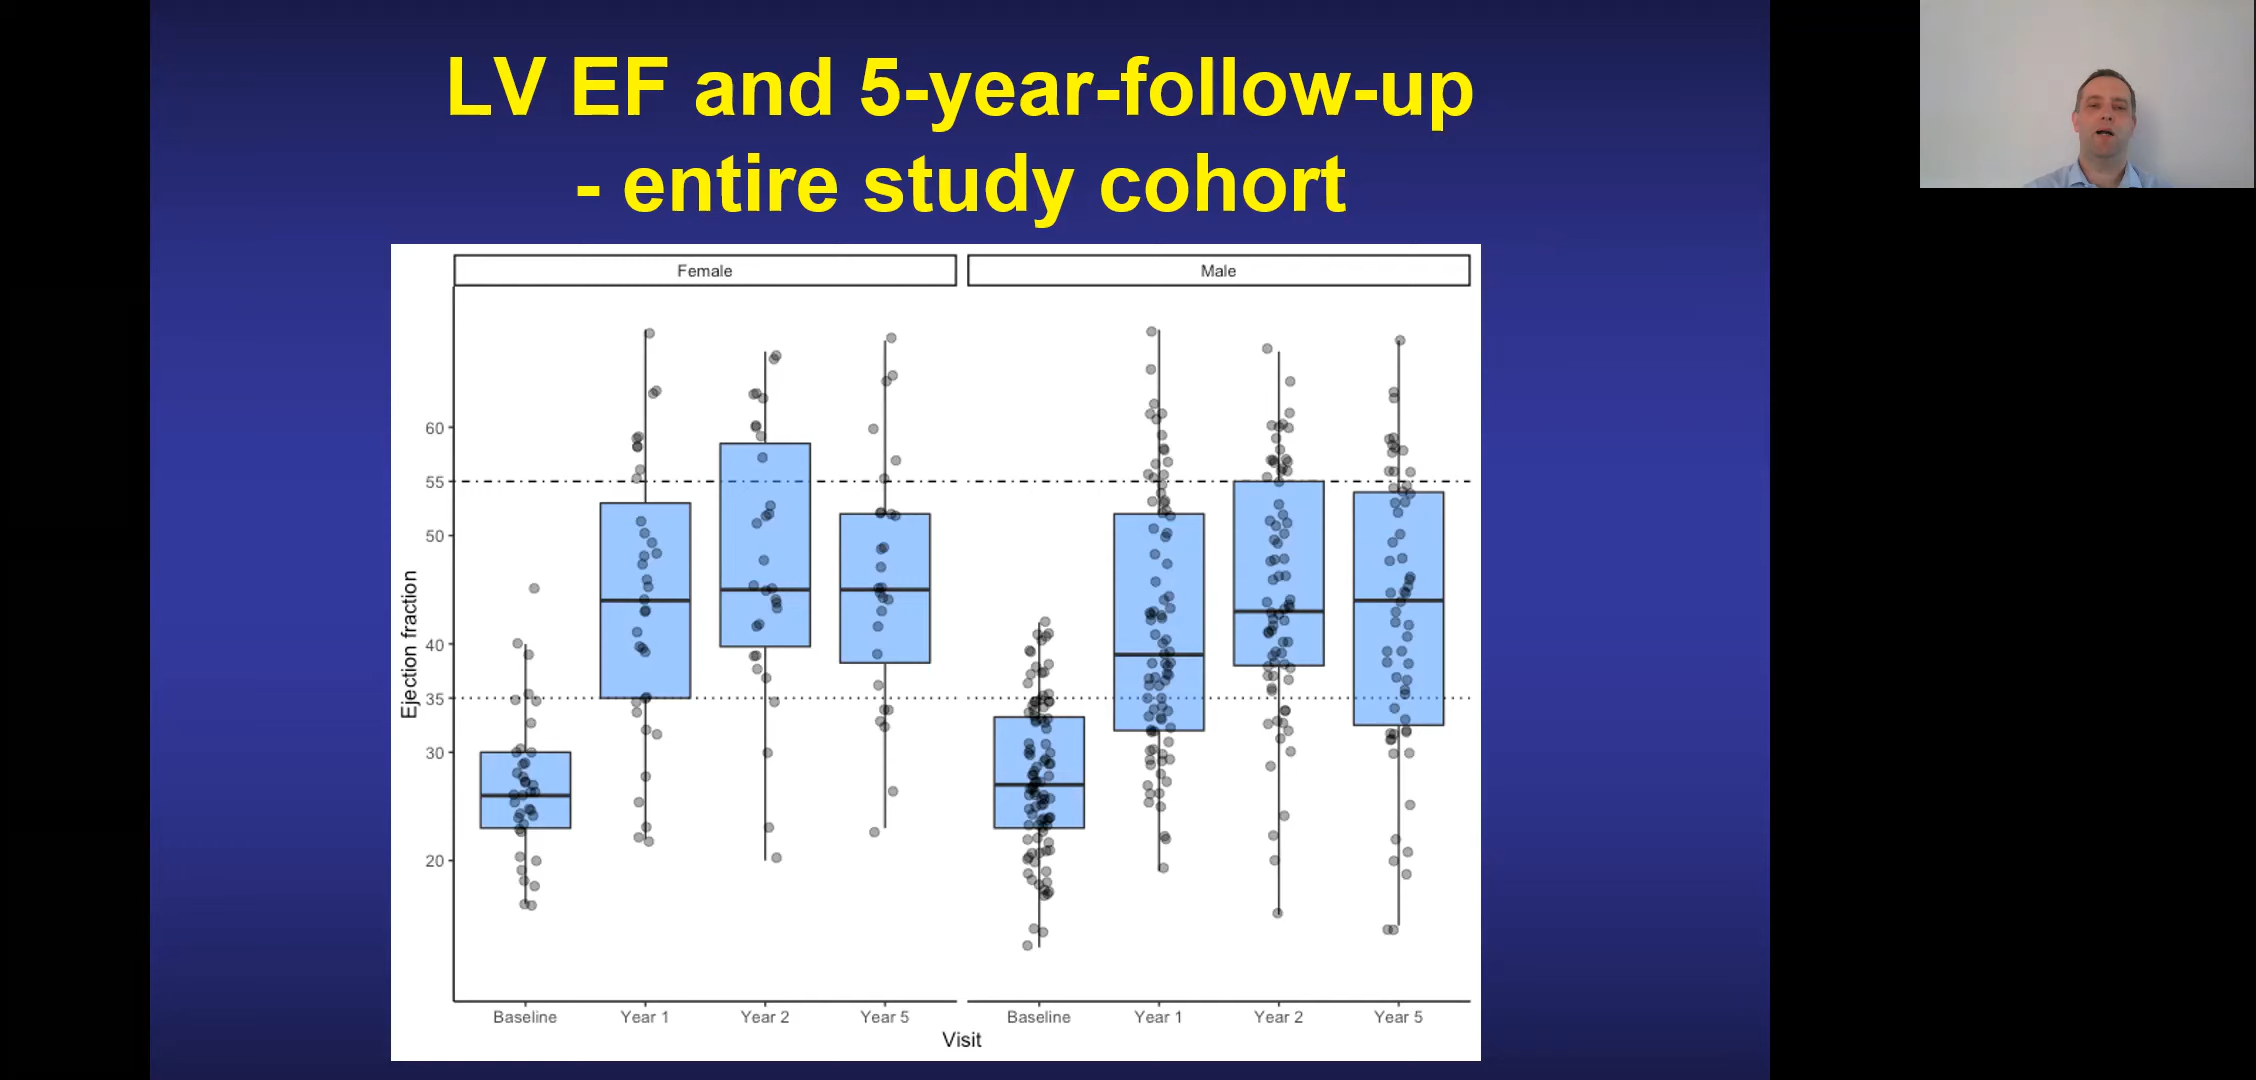 LV EF and 5-year-follow-up
- entire study cohort
Female
Male
60
55
50
40
35
30
20
Ejection fraction
Baseline
Year 1
Year 2
Year 5
Baseline
Year 1
Year 2
Year 5
Visit